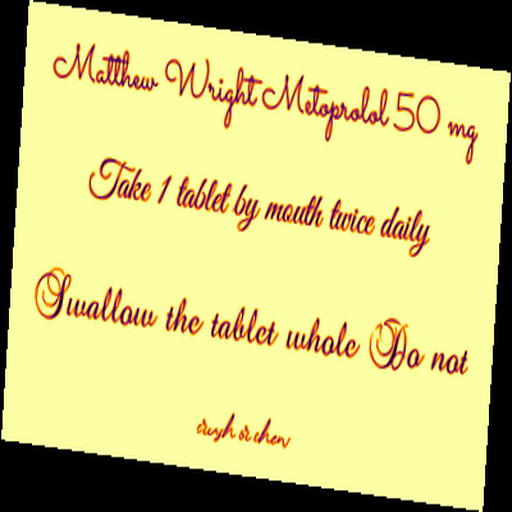 Matthew Wright Metoprolol 50 mg
Take 1 tablet by mouth twice daily
Swallow the tablet whole Do not
crush or chew